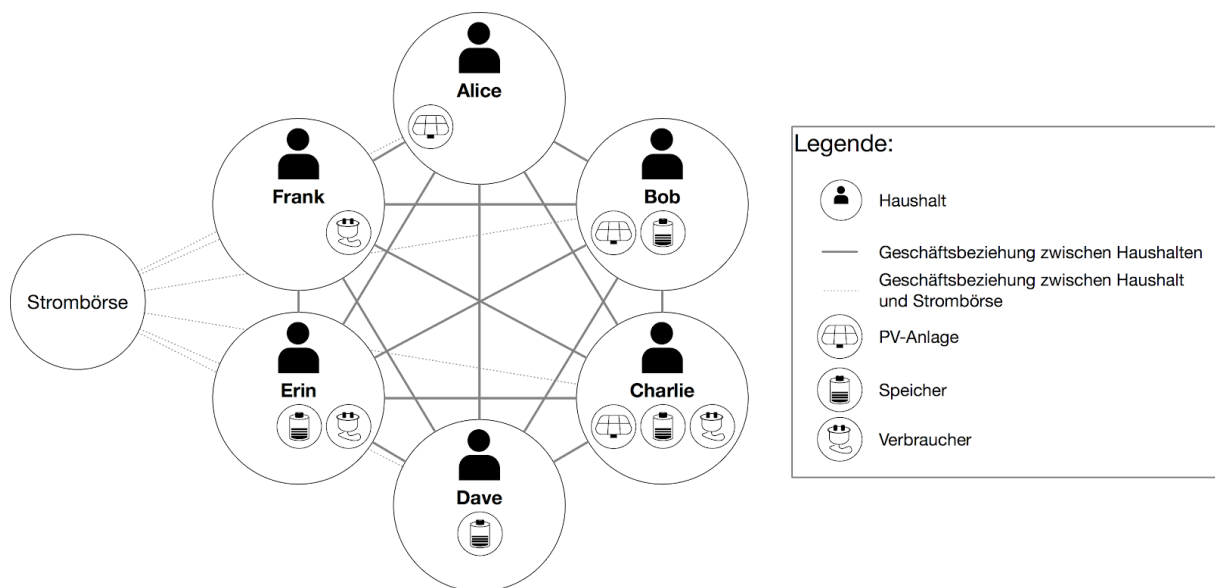 Alice
Frank
Bob
Strombörse
Erin
Charlie
Dave
Legende:
Haushalt
Geschäftsbeziehung zwischen Haushalten
Geschäftsbeziehung zwischen Haushalt
und Strombörse
PV-Anlage
Speicher
Verbraucher